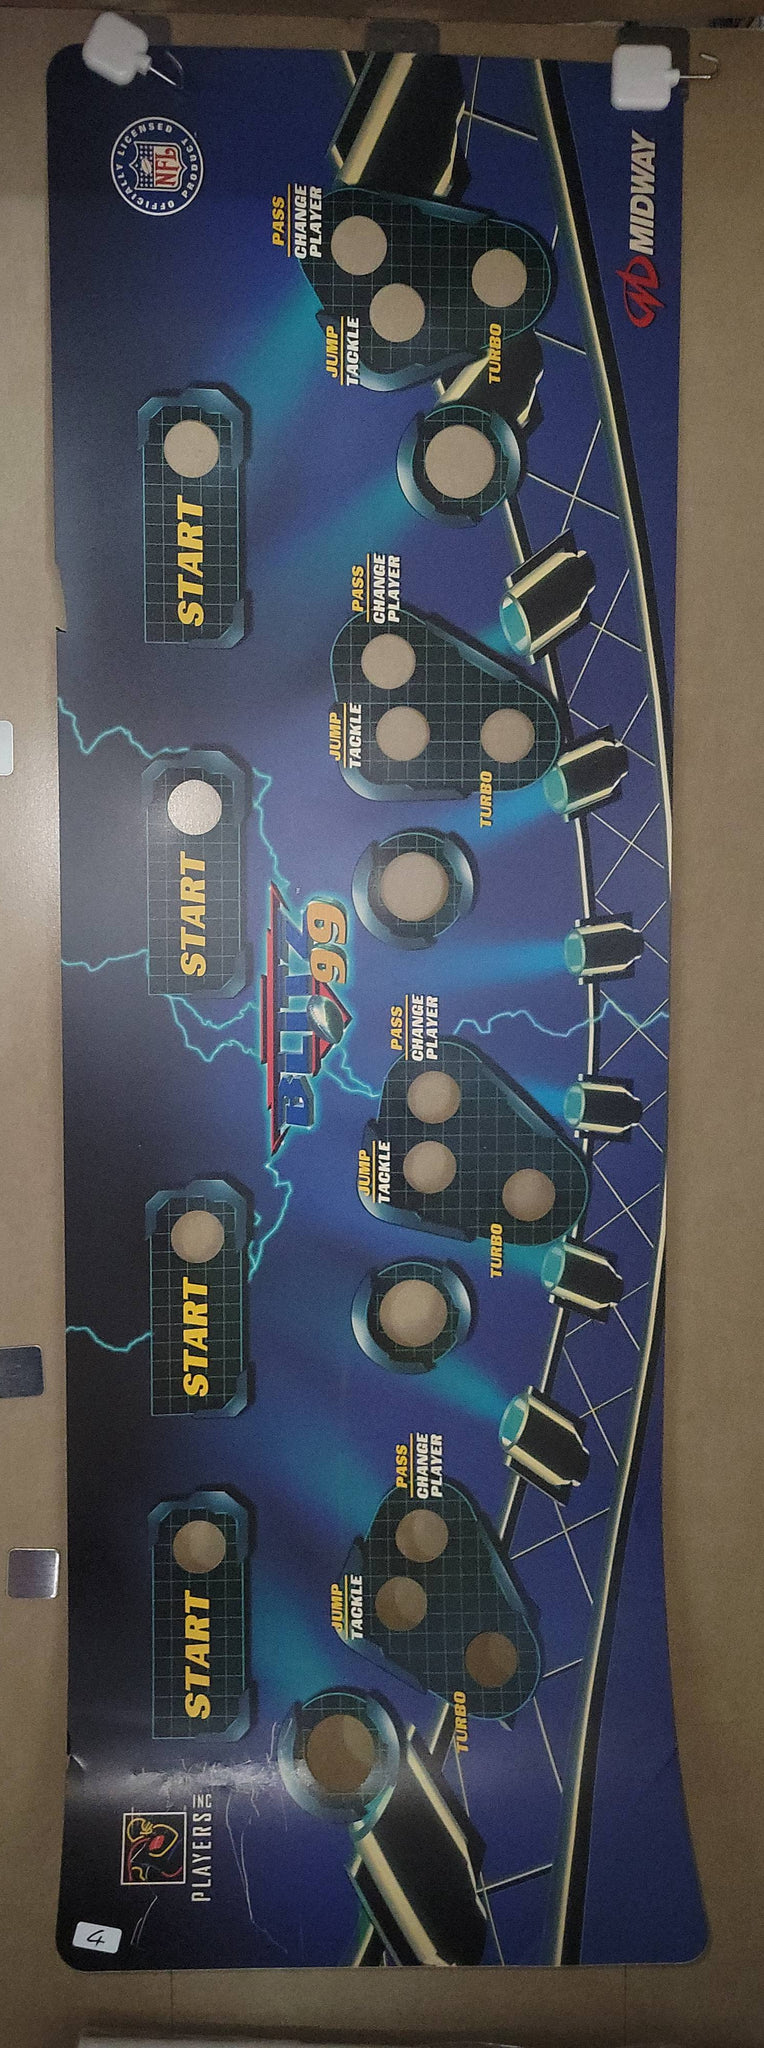 4
PLAYERS INC
START
START
START
START
OFFICIALLY LICENSED PRODUCT
NFL
BLITZ 99
™
JUMP
TACKLE
PASS
CHANGE
PLAYER
TURBO
JUMP
TACKLE
PASS
CHANGE
PLAYER
TURBO
JUMP
TACKLE
PASS
CHANGE
PLAYER
TURBO
JUMP
TACKLE
PASS
CHANGE
PLAYER
TURBO
MIDWAY